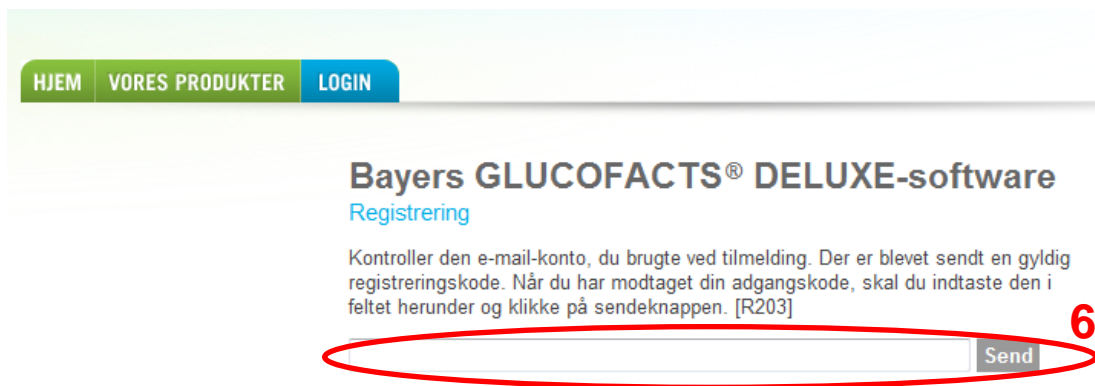 HJEM VORES PRODUKTER LOGIN
Bayers GLUCOFACTS® DELUXE-software
Registrering
Kontroller den e-mail-konto, du brugte ved tilmelding. Der er blevet sendt en gyldig
registreringskode. Når du har modtaget din adgangskode, skal du indtaste den i
feltet herunder og klikke på sendeknappen. [R203]
6
Send